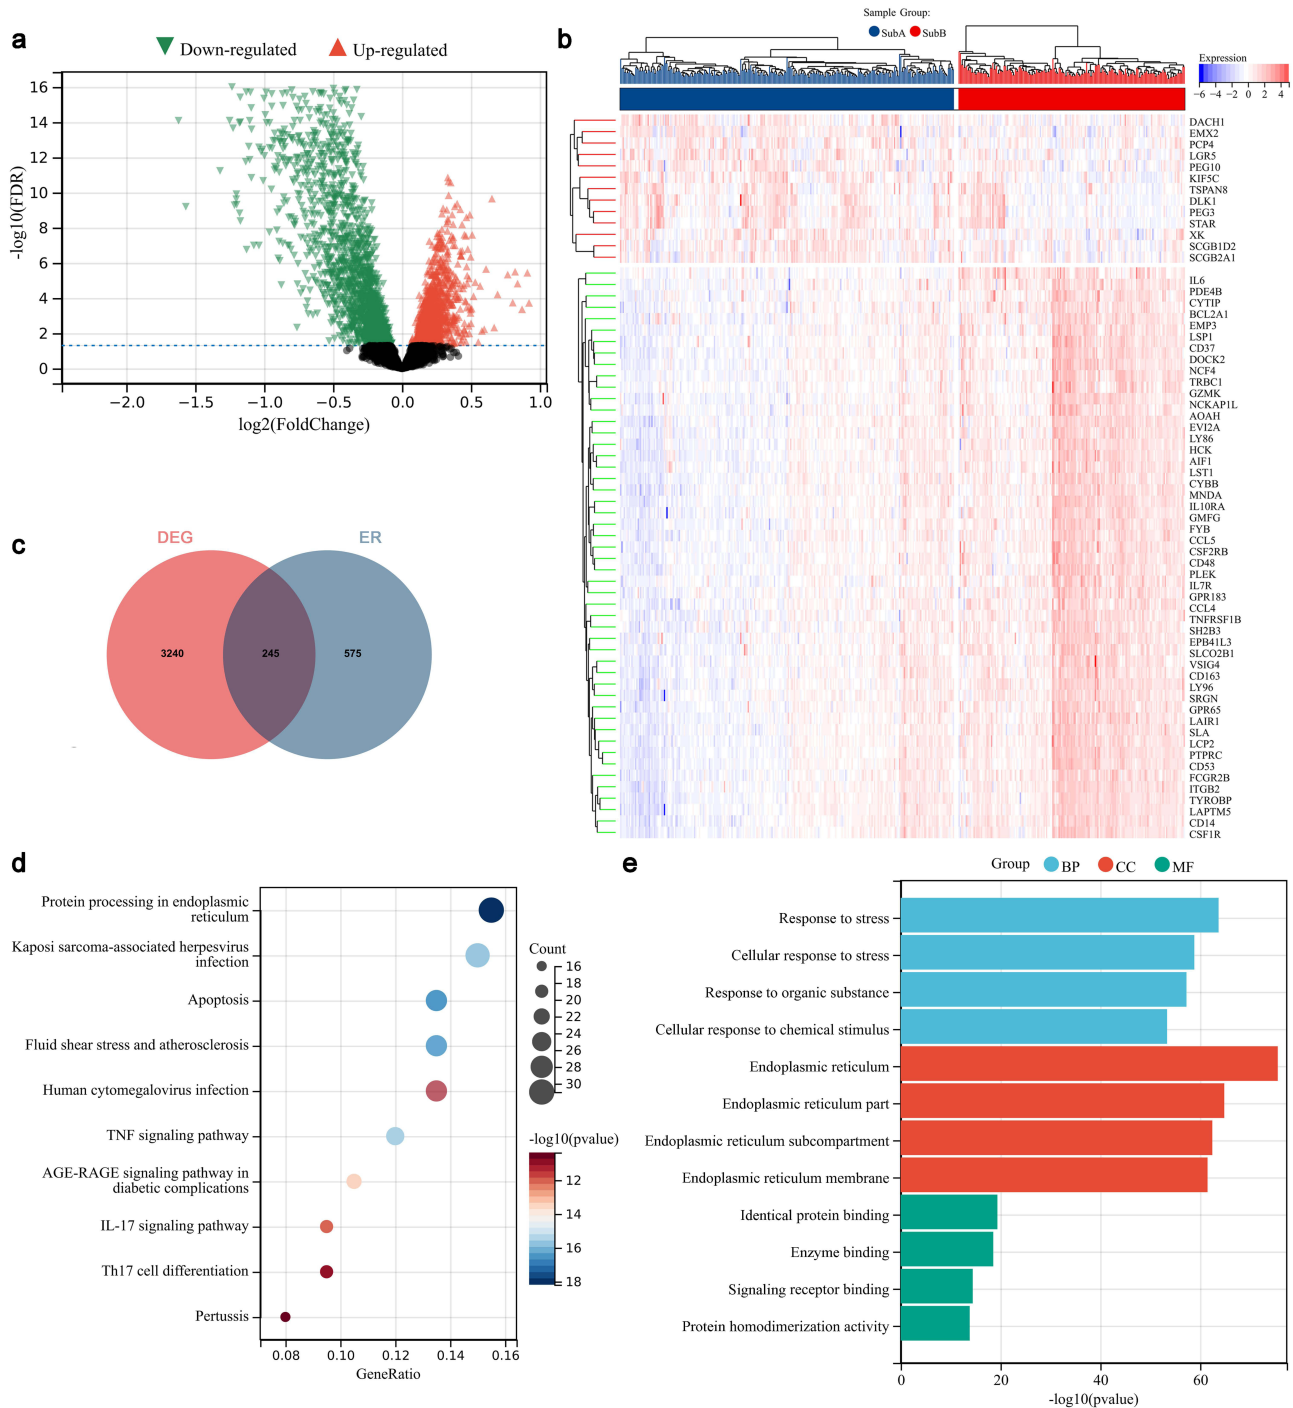 a
Down-regulated
Up-regulated
-log10(FDR)
16
14
12
10
8
6
4
2
0
−2.0
−1.5
−1.0
−0.5
0.0
0.5
1.0
log2(FoldChange)
b
Sample Group:
SubA
SubB
Expression
−6
−4
−2
0
2
4
DACH1
EMX2
PCP4
LGR5
PEG10
KIF5C
TSPAN8
DLK1
PEG3
STAR
XK
SCGB1D2
SCGB2A1
IL6
PDE4B
CYTIP
BCL2A1
EMP3
LSP1
CD37
DOCK2
NCF4
TRBC1
GZMK
NCKAP1L
AOAH
EVI2A
LY86
HCK
AIF1
LST1
CYBB
MNDA
IL10RA
GMFG
FYB
CCL5
CSF2RB
CD48
PLEK
IL7R
GPR183
CCL4
TNFRSF1B
SH2B3
EPB41L3
SLCO2B1
VSIG4
CD163
LY96
SRGN
GPR65
LAIR1
SLA
LCP2
PTPRC
CD53
FCGR2B
ITGB2
TYROBP
LAPTM5
CD14
CSF1R
c
DEG
ER
3240
245
575
d
Protein processing in endoplasmic
reticulum
Kaposi sarcoma-associated herpesvirus
infection
Apoptosis
Fluid shear stress and atherosclerosis
Human cytomegalovirus infection
TNF signaling pathway
AGE-RAGE signaling pathway in
diabetic complications
IL-17 signaling pathway
Th17 cell differentiation
Pertussis
0.08
0.10
0.12
0.14
0.16
GeneRatio
Count
16
18
20
22
24
26
28
30
-log10(pvalue)
12
14
16
18
e
Group
BP
CC
MF
Response to stress
Cellular response to stress
Response to organic substance
Cellular response to chemical stimulus
Endoplasmic reticulum
Endoplasmic reticulum part
Endoplasmic reticulum subcompartment
Endoplasmic reticulum membrane
Identical protein binding
Enzyme binding
Signaling receptor binding
Protein homodimerization activity
0
20
40
60
-log10(pvalue)